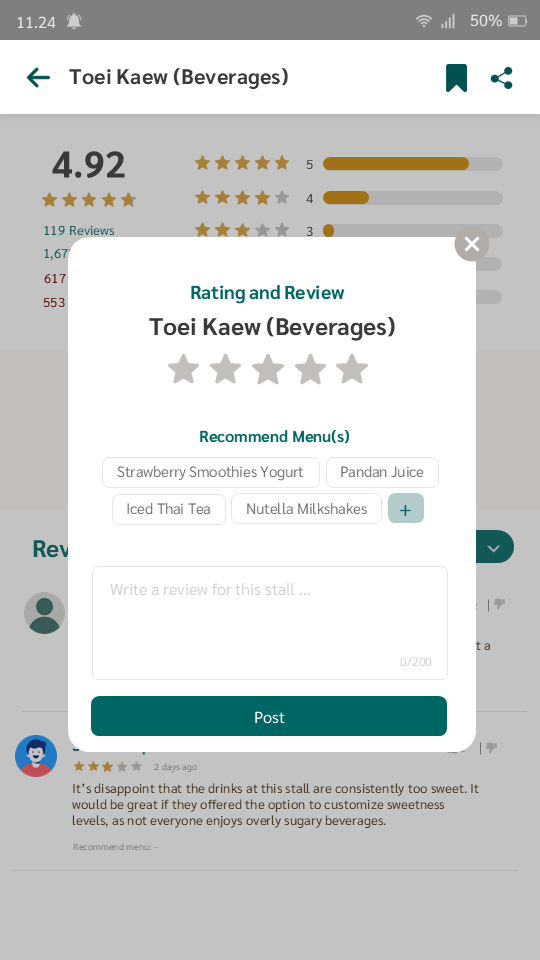 11.24
50%
Toei Kaew (Beverages)
4.92
5
4
3
119 Reviews
1,67
617
553
Rating and Review
Toei Kaew (Beverages)
Recommend Menu(s)
Strawberry Smoothies Yogurt
Pandan Juice
Iced Thai Tea
Nutella Milkshakes
+
Rev
Write a review for this stall ...
0/200
t a
Post
2 days ago
It's disappoint that the drinks at this stall are consistently too sweet. It
would be great if they offered the option to customize sweetness
levels, as not everyone enjoys overly sugary beverages.
Recommend menu: -